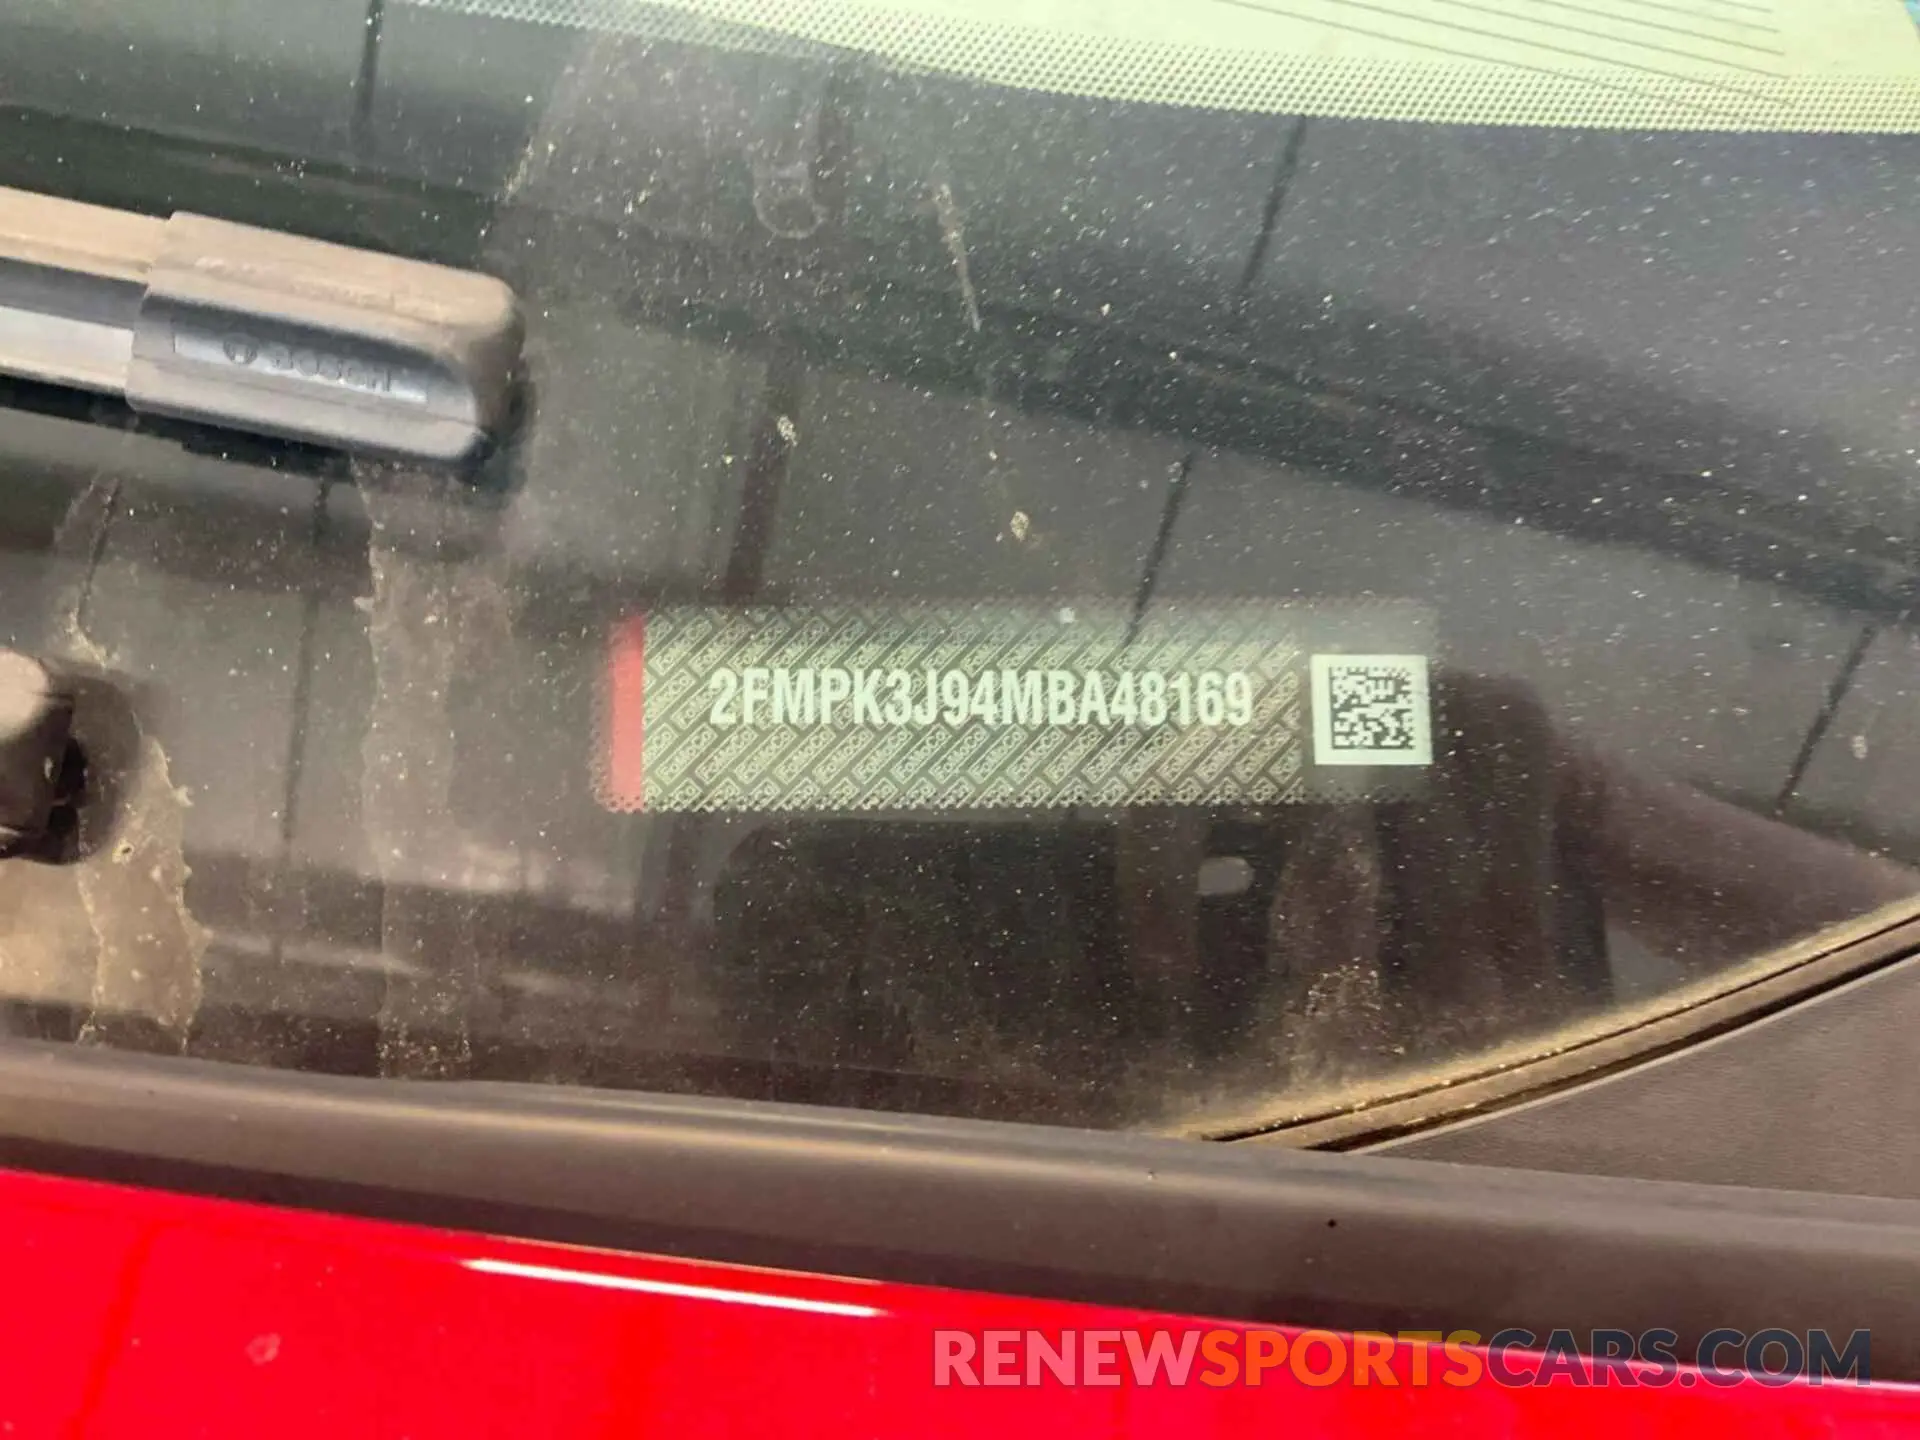 BOSCH
2FMPK3J94MBA48169
RENEWSPORTSCARS.COM